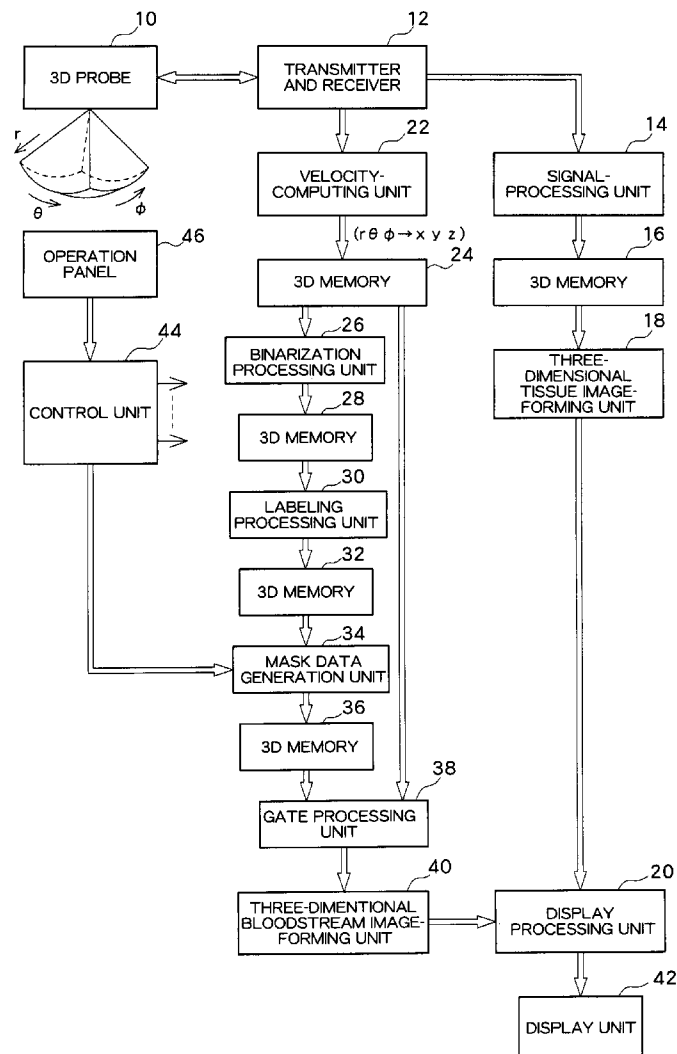 10
12
3D PROBE
TRANSMITTER
AND RECEIVER
r
θ
φ
22
14
VELOCITY-
COMPUTING UNIT
SIGNAL-
PROCESSING UNIT
46
(r θ φ→x y z)
16
OPERATION
PANEL
24
3D MEMORY
3D MEMORY
26
18
44
BINARIZATION
PROCESSING UNIT
THREE-
DIMENSIONAL
TISSUE IMAGE-
FORMING UNIT
CONTROL UNIT
28
3D MEMORY
30
LABELING
PROCESSING UNIT
32
3D MEMORY
34
MASK DATA
GENERATION UNIT
36
3D MEMORY
38
GATE PROCESSING
UNIT
40
20
THREE-DIMENTIONAL
BLOODSTREAM IMAGE-
FORMING UNIT
DISPLAY
PROCESSING UNIT
42
DISPLAY UNIT